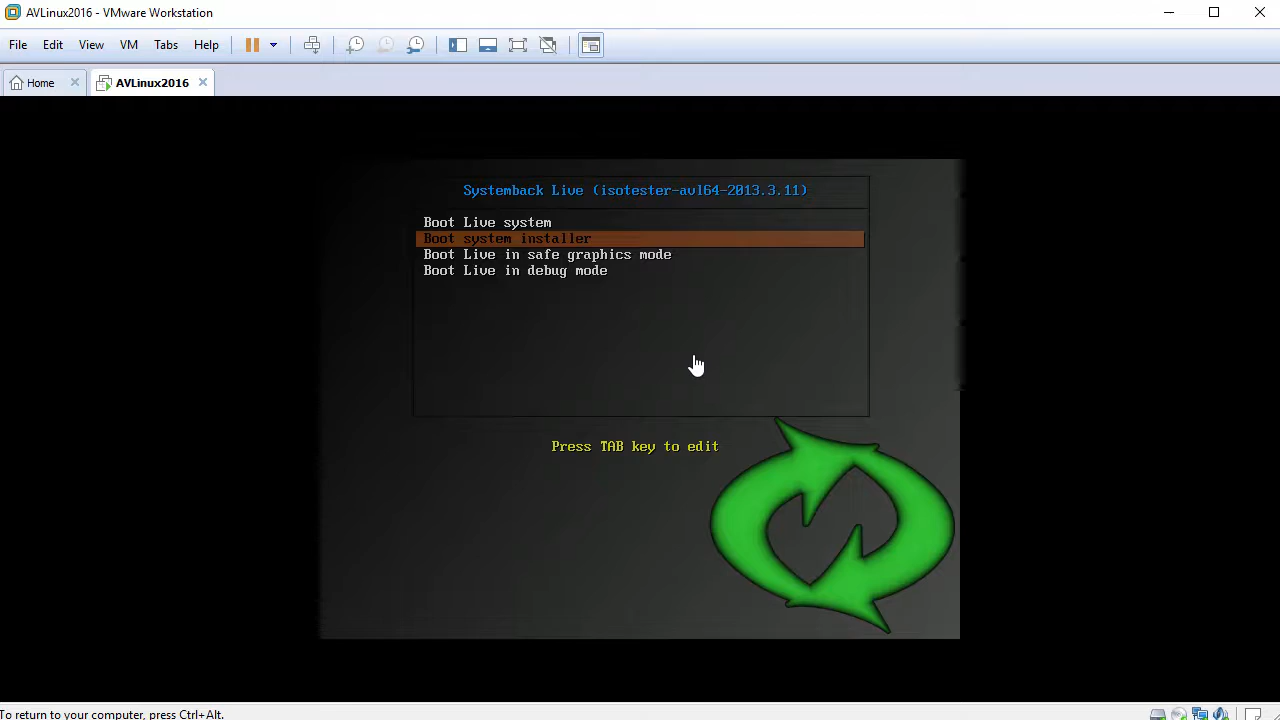 AVLinux2016 - VMware Workstation
File Edit View VM Tabs Help
Home AVLinux2016
Systemback Live (isotester-avl64-2013.3.11)
Boot Live system
Boot system installer
Boot Live in safe graphics mode
Boot Live in debug mode
Press TAB key to edit
To return to your computer, press Ctrl+Alt.